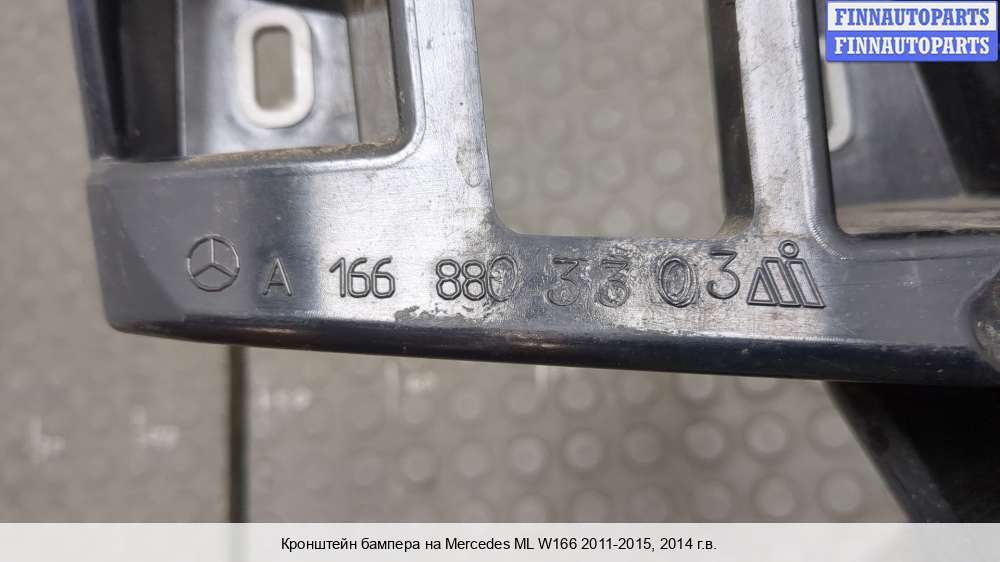 FINNAUTOPARTS
FINNAUTOPARTS
A 166 880 33 03
Кронштейн бампера на Mercedes ML W166 2011-2015, 2014 г.в.